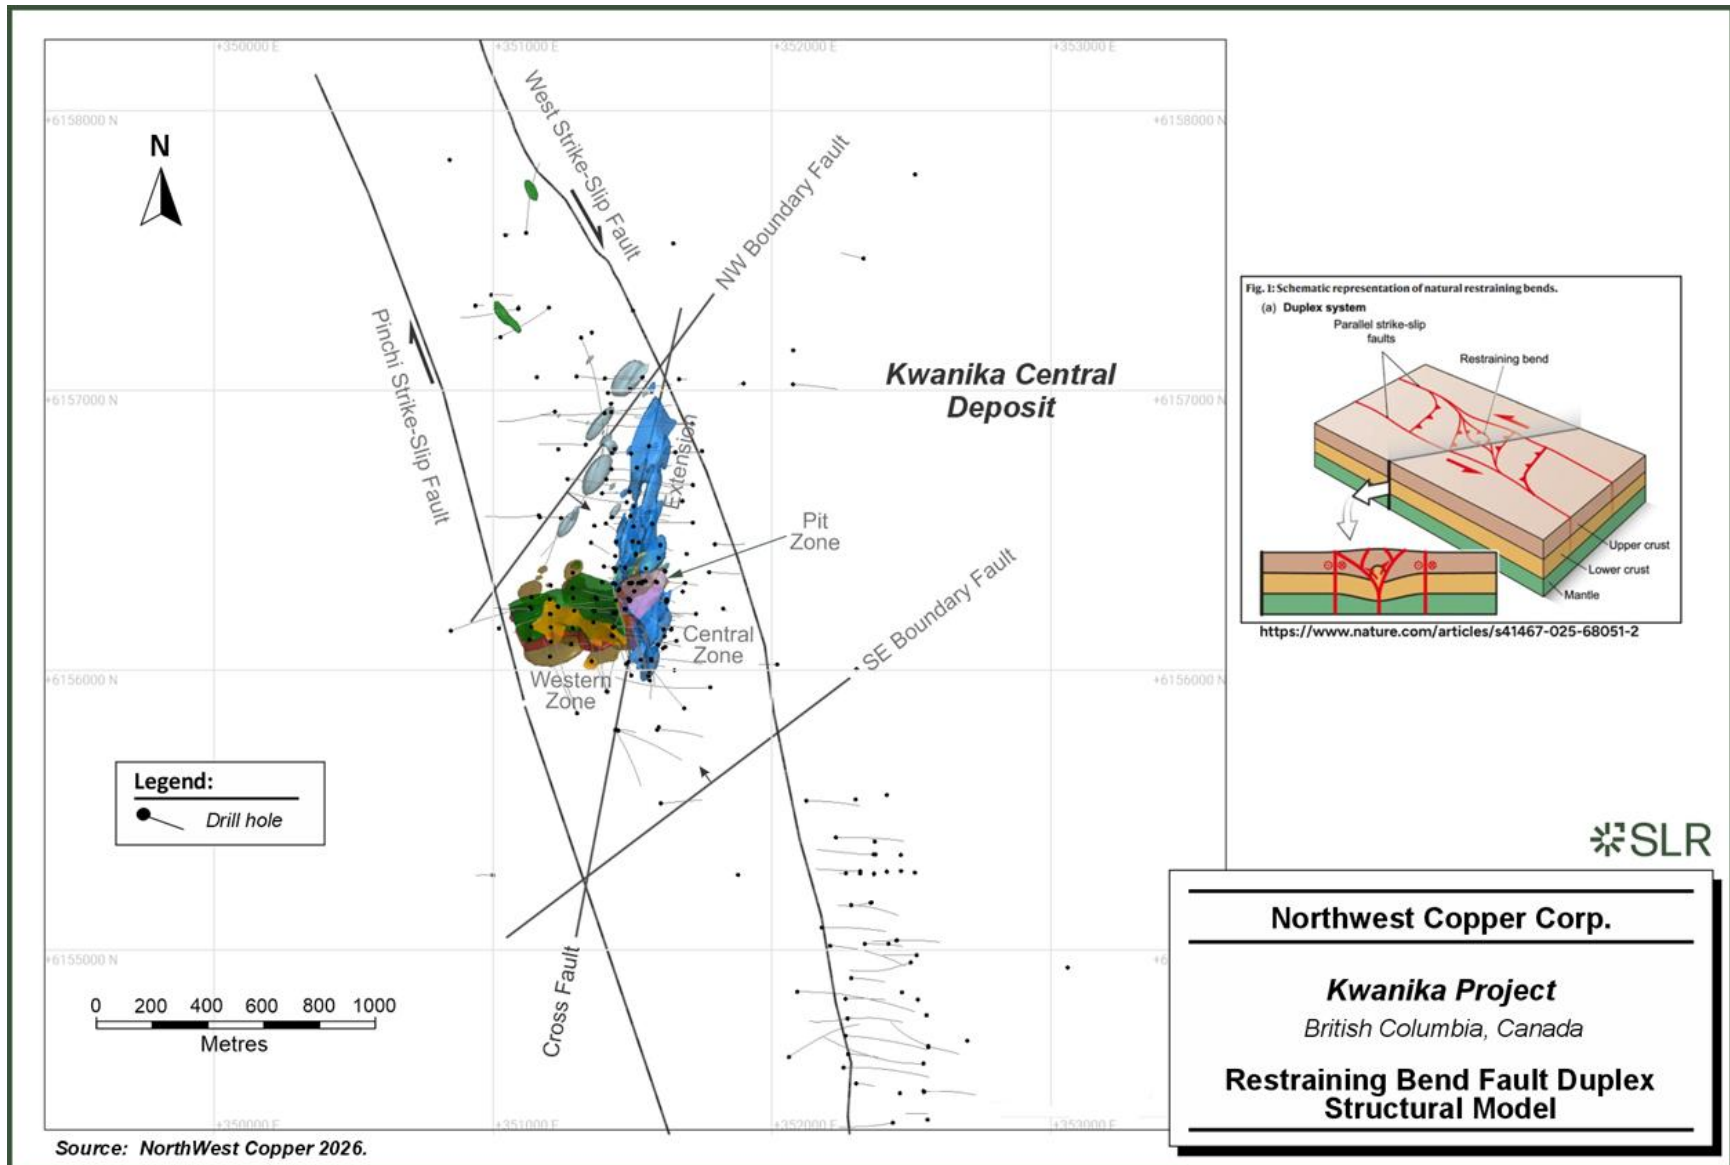 +350000 E
+351000 E
+352000 E
+353000 E
+6158000 N
+6158000 N
N
West Strike-Slip Fault
NW Boundary Fault
Pinchi Strike-Slip Fault
Kwanika Central
Deposit
+6157000 N
+6157000 N
Extension
Pit
Zone
Central
Zone
SE Boundary Fault
Western
Zone
+6156000 N
+6156000 N
Legend:
Drill hole
+6155000 N
+6
Cross Fault
0 200 400 600 800 1000
Metres
+350000 E
+351000 E
+352000 E
+353000 E
Source: NorthWest Copper 2026.
Fig. 1: Schematic representation of natural restraining bends.
(a) Duplex system
Parallel strike-slip
faults
Restraining bend
Upper crust
Lower crust
Mantle
https://www.nature.com/articles/s41467-025-68051-2
SLR
Northwest Copper Corp.
Kwanika Project
British Columbia, Canada
Restraining Bend Fault Duplex
Structural Model